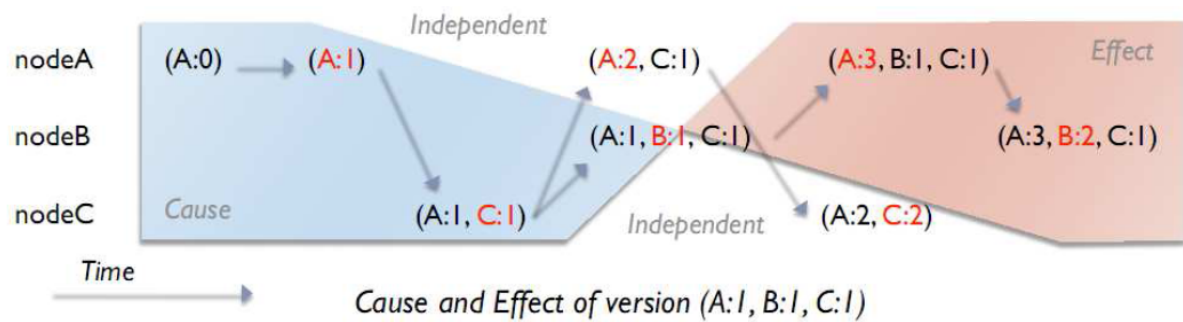 Independent
nodeA (A:0) (A:1) (A:2, C:1) (A:3, B:1, C:1) Effect
nodeB (A:1, B:1, C:1) (A:3, B:2, C:1)
nodeC Cause (A:1, C:1) Independent (A:2, C:2)
Time
Cause and Effect of version (A:1, B:1, C:1)